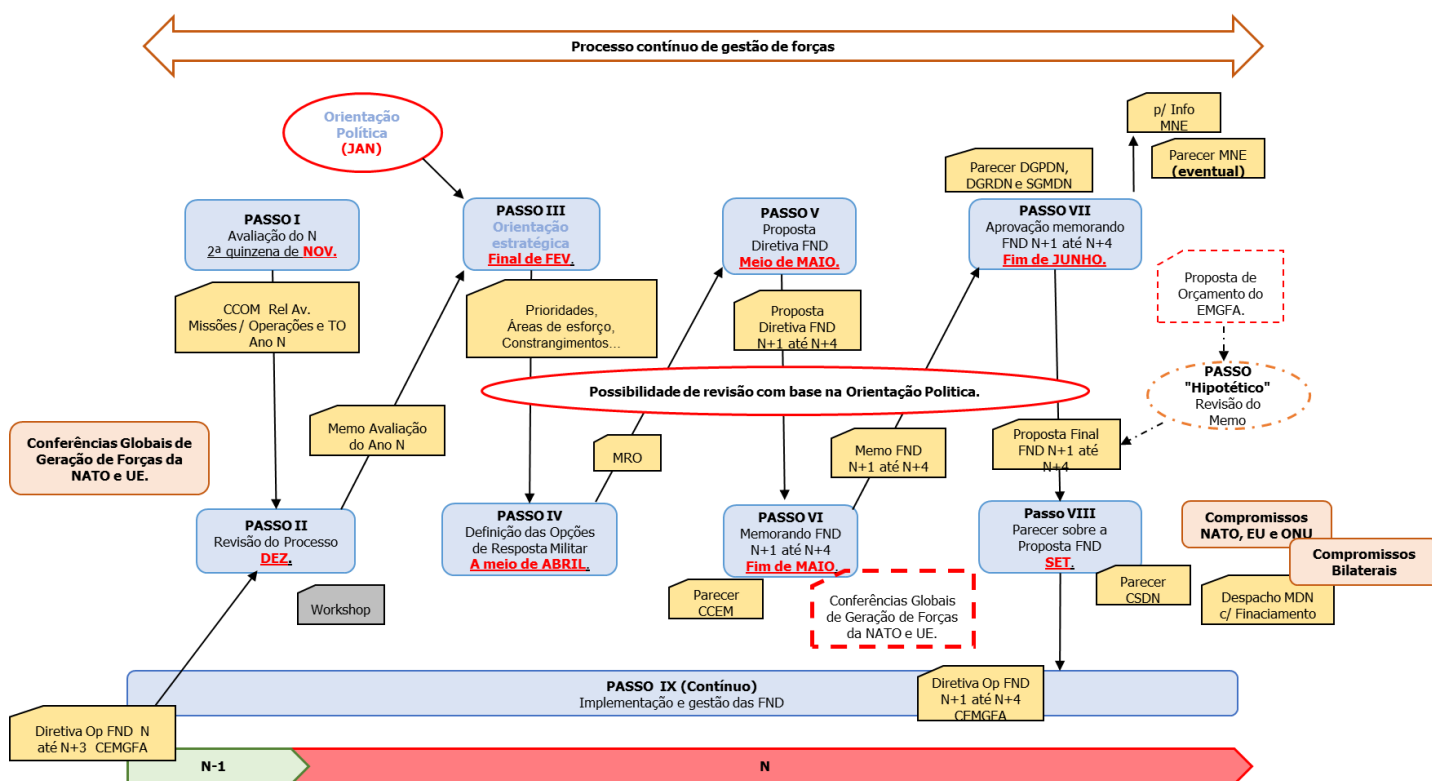 Processo contínuo de gestão de forças
Orientação
Política
(JAN)
p/ Info
MNE
Parecer MNE
(eventual)
Parecer DGPDN,
DGRDN e SGMDN
PASSO I
Avaliação do N
2ª quinzena de NOV.
PASSO III
Orientação
estratégica
Final de FEV.
PASSO V
Proposta
Diretiva FND
Meio de MAIO.
PASSO VII
Aprovação memorando
FND N+1 até N+4
Fim de JUNHO.
CCOM Rel Av.
Missões / Operações e TO
Ano N
Prioridades,
Áreas de esforço,
Constrangimentos...
Proposta
Diretiva FND
N+1 até N+4
Proposta de
Orçamento do
EMGFA.
Possibilidade de revisão com base na Orientação Politica.
PASSO
"Hipotético"
Revisão do
Memo
Conferências Globais de
Geração de Forças da
NATO e UE.
Memo Avaliação
do Ano N
MRO
Memo FND
N+1 até N+4
Proposta Final
FND N+1 até
N+4
PASSO II
Revisão do Processo
DEZ.
PASSO IV
Definição das Opções
de Resposta Militar
A meio de ABRIL.
PASSO VI
Memorando FND
N+1 até N+4
Fim de MAIO.
Passo VIII
Parecer sobre a
Proposta FND
SET.
Compromissos
NATO, EU e ONU
Compromissos
Bilaterais
Workshop
Parecer
CCEM
Conferências Globais
de Geração de Forças
da NATO e UE.
Parecer
CSDN
Despacho MDN
c/ Finaciamento
PASSO IX (Contínuo)
Implementação e gestão das FND
Diretiva Op FND
N+1 até N+4
CEMGFA
Diretiva Op FND N
até N+3 CEMGFA
N-1
N